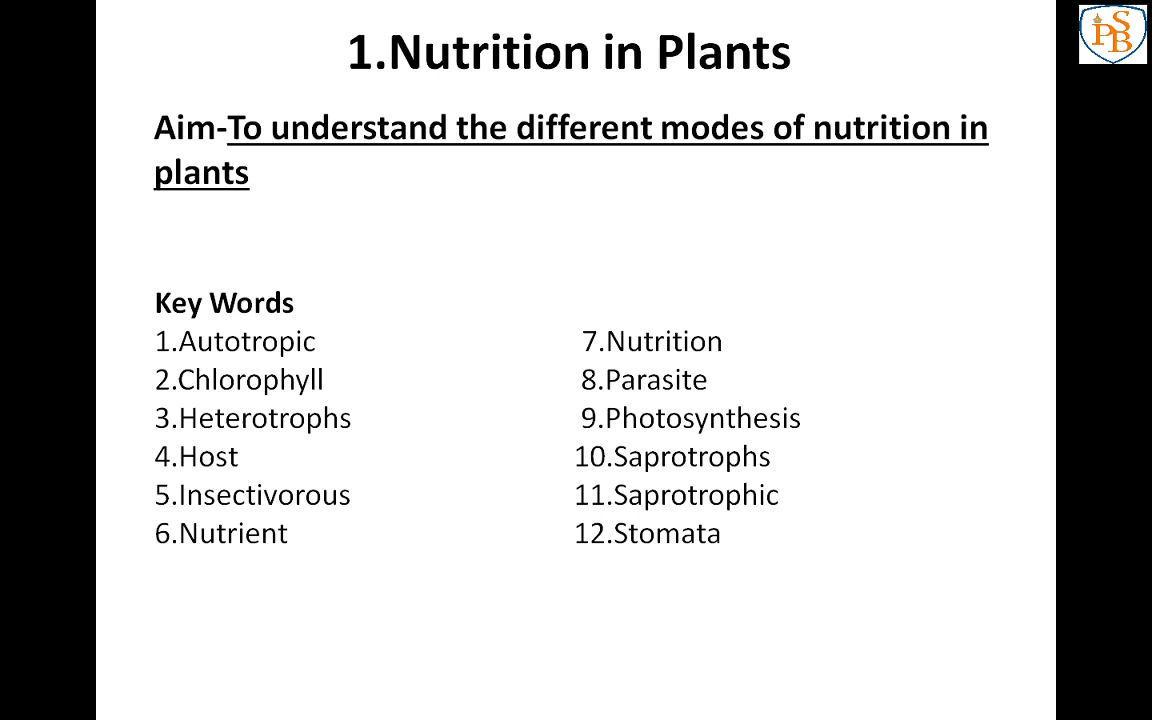 1.Nutrition in Plants
Aim-To understand the different modes of nutrition in
plants
Key Words
1.Autotropic
2.Chlorophyll
3.Heterotrophs
4.Host
5.Insectivorous
6.Nutrient
7.Nutrition
8.Parasite
9.Photosynthesis
10.Saprotrophs
11.Saprotrophic
12.Stomata
PSB